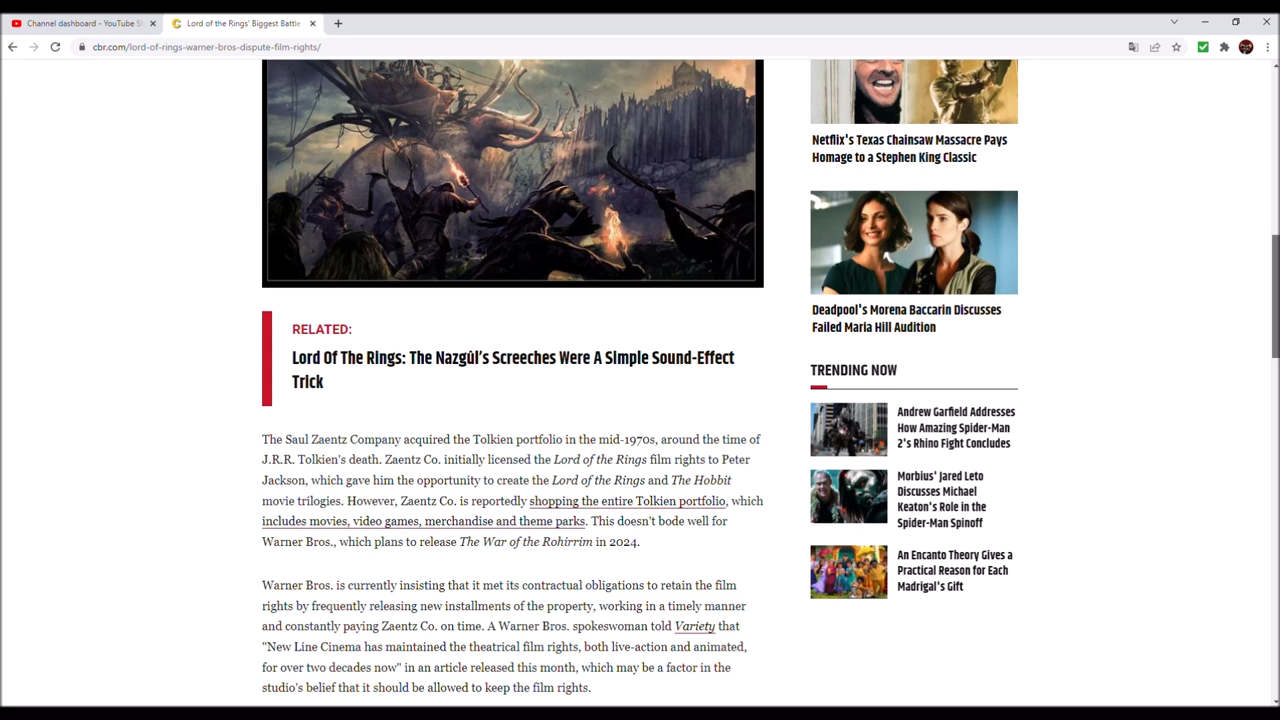 Channel dashboard - YouTube St
Lord of the Rings' Biggest Battle
cbr.com/lord-of-rings-warner-bros-dispute-film-rights/
RELATED:
Lord Of The Rings: The Nazgûl's Screeches Were A Simple Sound-Effect
Trick
The Saul Zaentz Company acquired the Tolkien portfolio in the mid-1970s, around the time of
J.R.R. Tolkien's death. Zaentz Co. initially licensed the Lord of the Rings film rights to Peter
Jackson, which gave him the opportunity to create the Lord of the Rings and The Hobbit
movie trilogies. However, Zaentz Co. is reportedly shopping the entire Tolkien portfolio, which
includes movies, video games, merchandise and theme parks. This doesn't bode well for
Warner Bros., which plans to release The War of the Rohirrim in 2024.
Warner Bros. is currently insisting that it met its contractual obligations to retain the film
rights by frequently releasing new installments of the property, working in a timely manner
and constantly paying Zaentz Co. on time. A Warner Bros. spokeswoman told Variety that
"New Line Cinema has maintained the theatrical film rights, both live-action and animated,
for over two decades now" in an article released this month, which may be a factor in the
studio's belief that it should be allowed to keep the film rights.
Netflix's Texas Chainsaw Massacre Pays
Homage to a Stephen King Classic
Deadpool's Morena Baccarin Discusses
Failed Maria Hill Audition
TRENDING NOW
Andrew Garfield Addresses
How Amazing Spider-Man
2's Rhino Fight Concludes
Morbius' Jared Leto
Discusses Michael
Keaton's Role in the
Spider-Man Spinoff
An Encanto Theory Gives a
Practical Reason for Each
Madrigal's Gift